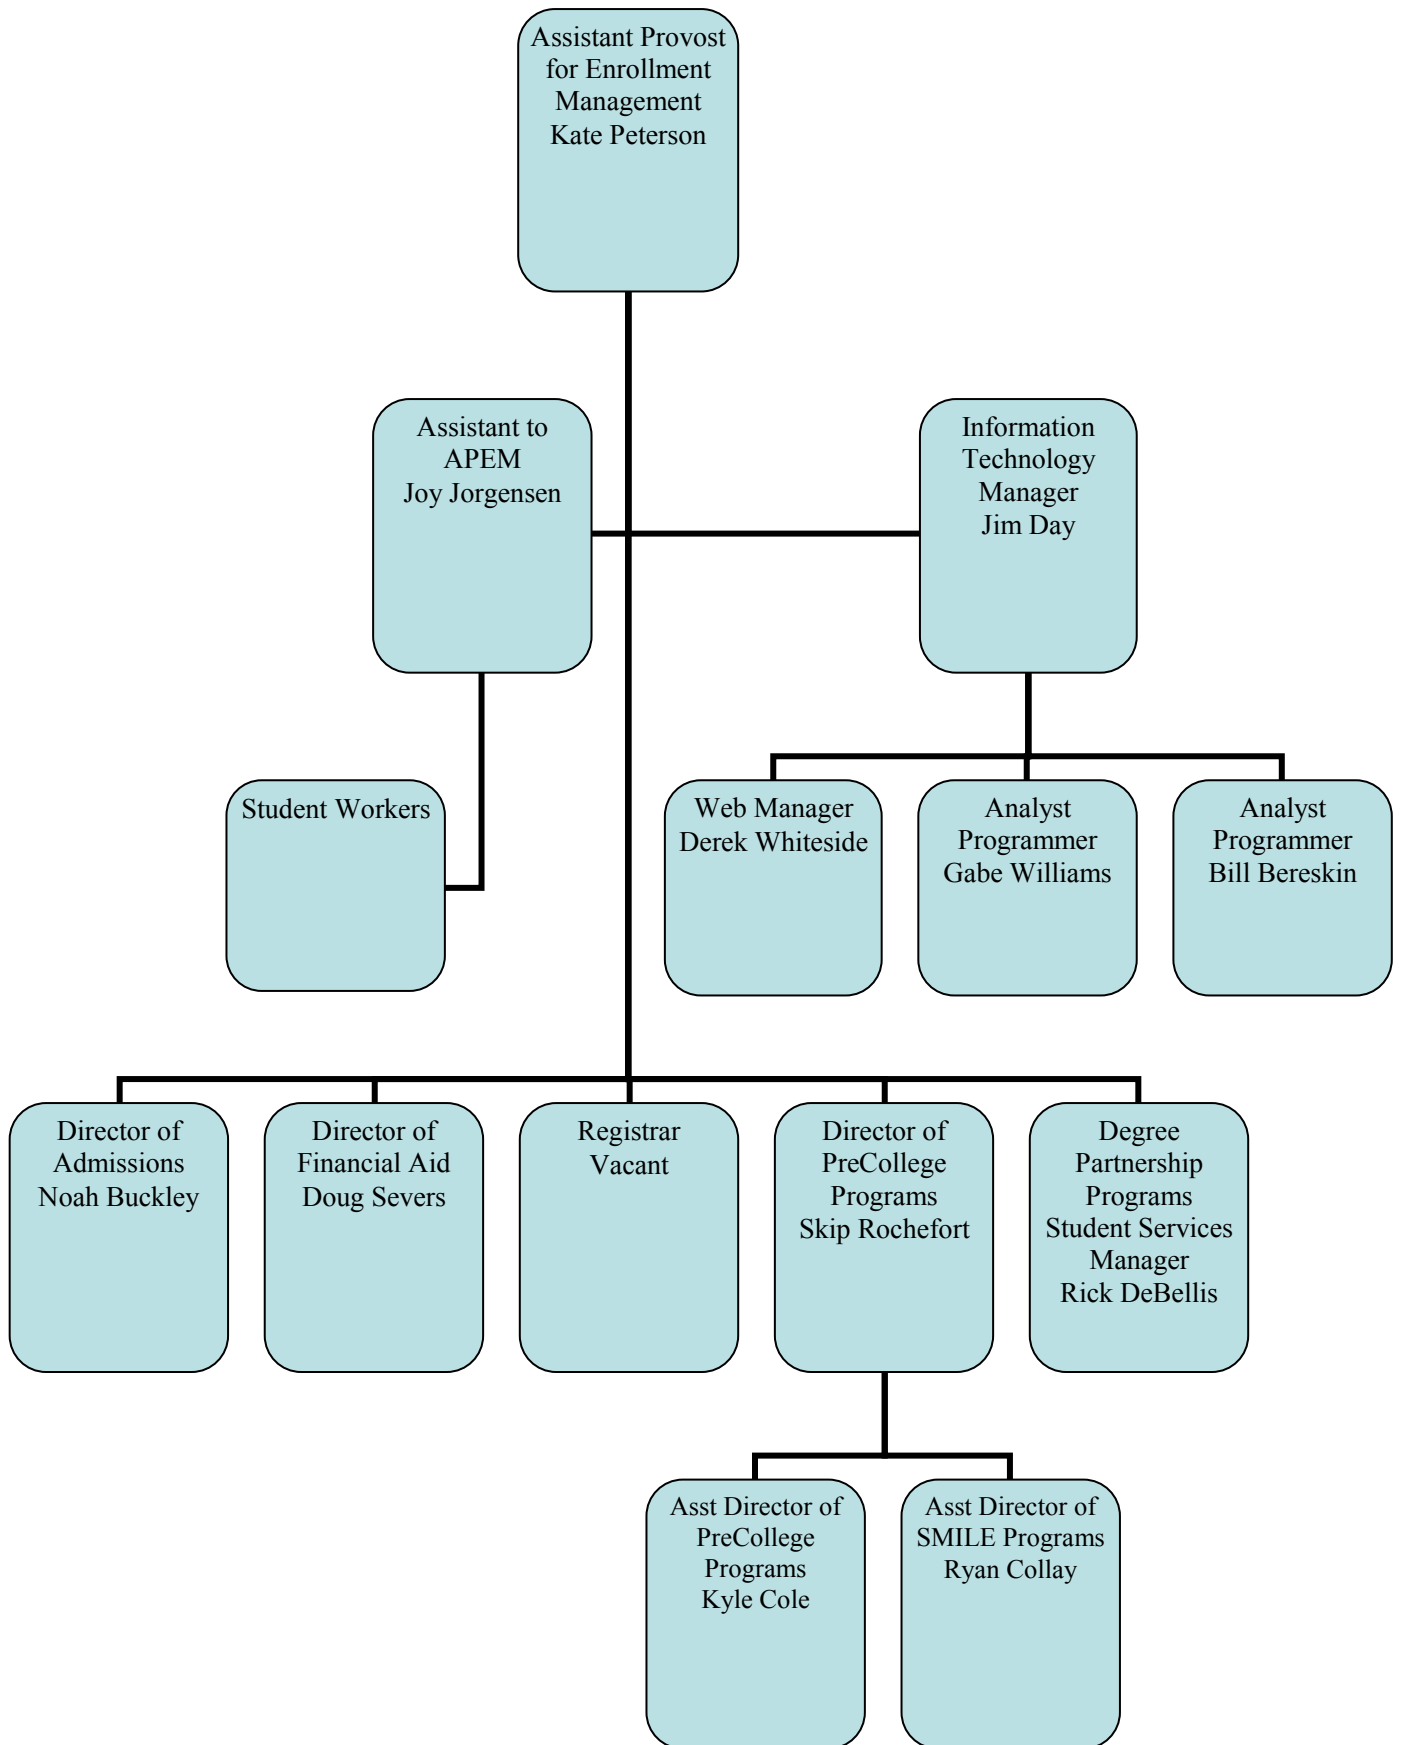 Assistant Provost
for Enrollment
Management
Kate Peterson
Assistant to
APEM
Joy Jorgensen
Information
Technology
Manager
Jim Day
Student Workers
Web Manager
Derek Whiteside
Analyst
Programmer
Gabe Williams
Analyst
Programmer
Bill Bereskin
Director of
Admissions
Noah Buckley
Director of
Financial Aid
Doug Severs
Registrar
Vacant
Director of
PreCollege
Programs
Skip Rochefort
Degree
Partnership
Programs
Student Services
Manager
Rick DeBellis
Asst Director of
PreCollege
Programs
Kyle Cole
Asst Director of
SMILE Programs
Ryan Collay